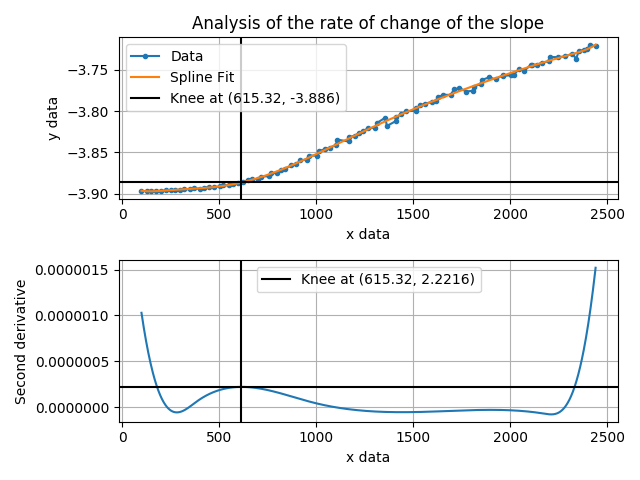 Analysis of the rate of change of the slope
Data
Spline Fit
Knee at (615.32, -3.886)
y data
−3.75
−3.80
−3.85
−3.90
0 500 1000 1500 2000 2500
x data
Knee at (615.32, 2.2216)
Second derivative
0.0000015
0.0000010
0.0000005
0.0000000
0 500 1000 1500 2000 2500
x data